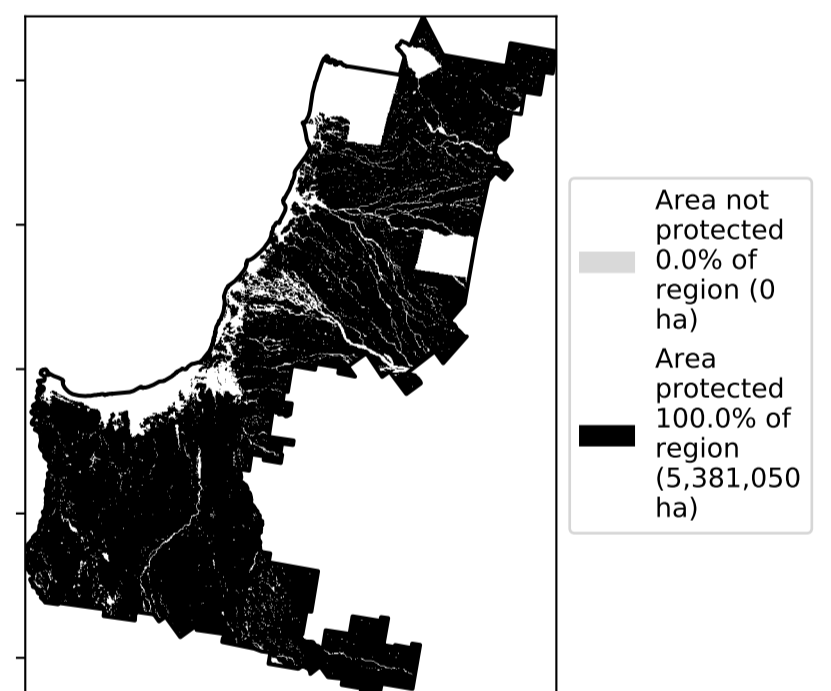 Area not
protected
0.0% of
region (0
ha)
Area
protected
100.0% of
region
(5,381,050
ha)